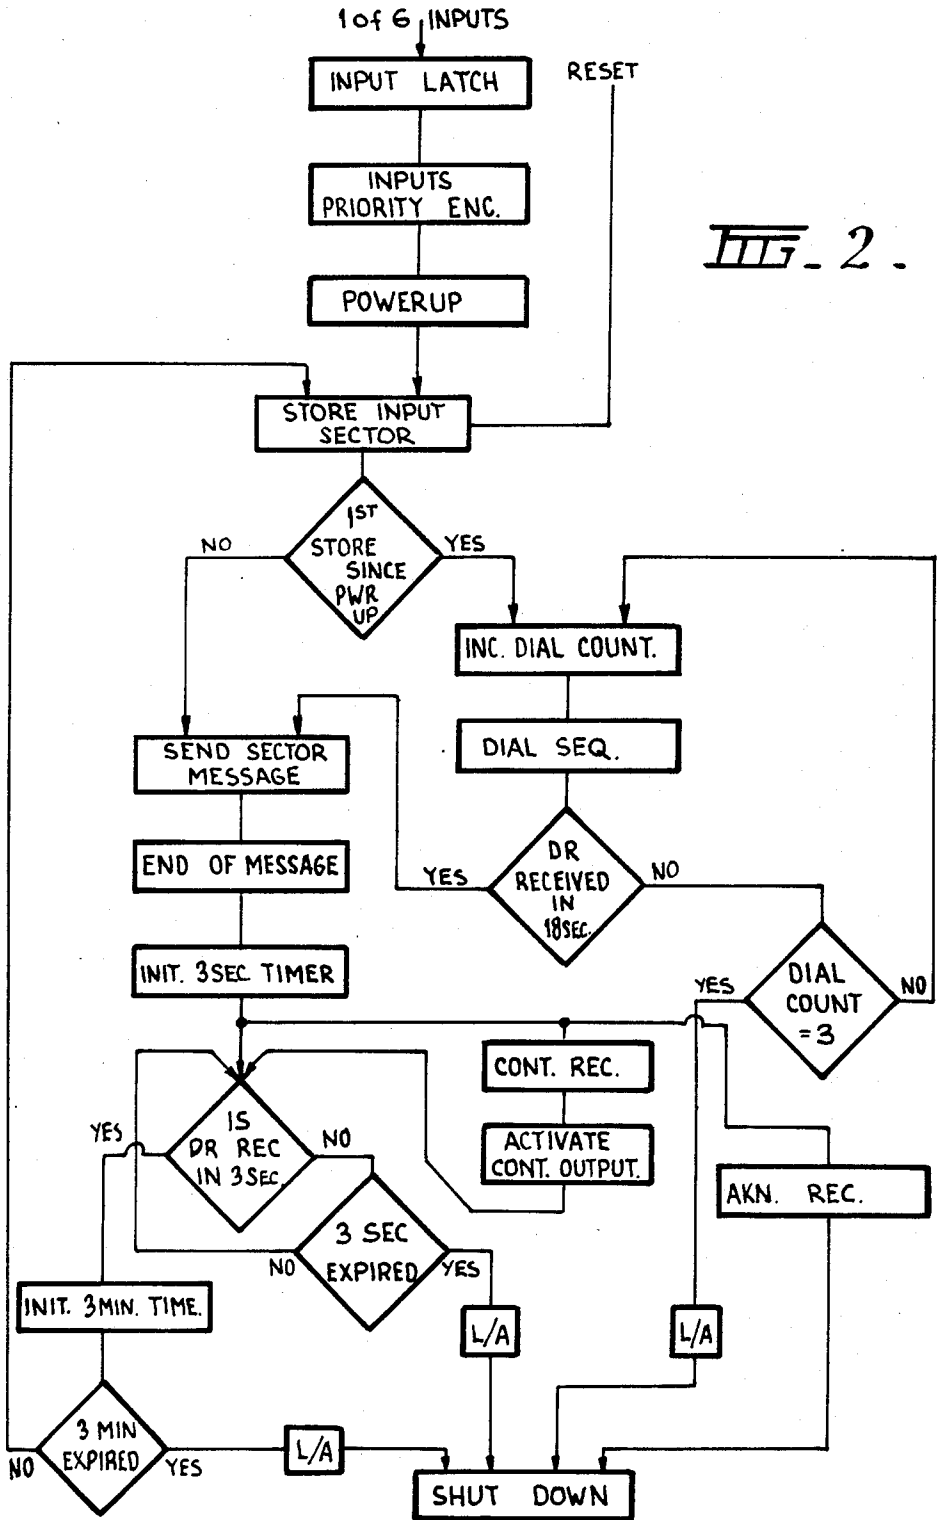 1 of 6 INPUTS
INPUT LATCH
RESET
INPUTS
PRIORITY ENC.
FIG. 2.
POWERUP
STORE INPUT
SECTOR
1ST
STORE
SINCE
PWR
UP
NO
YES
INC. DIAL COUNT.
DIAL SEQ.
SEND SECTOR
MESSAGE
END OF MESSAGE
DR
RECEIVED
IN
18SEC.
YES
NO
INIT. 3SEC TIMER
DIAL
COUNT
=3
YES
NO
CONT. REC.
ACTIVATE
CONT. OUTPUT.
AKN. REC.
IS
DR REC
IN 3SEC.
YES
NO
3 SEC
EXPIRED
NO
YES
INIT. 3MIN. TIME.
L/A
L/A
3 MIN
EXPIRED
NO
YES
L/A
SHUT DOWN